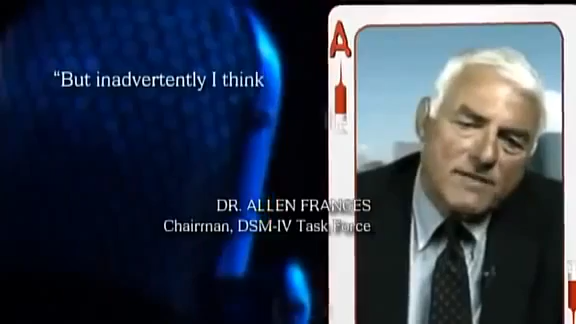 “But inadvertently I think
A
DR. ALLEN FRANCES
Chairman, DSM-IV Task Force